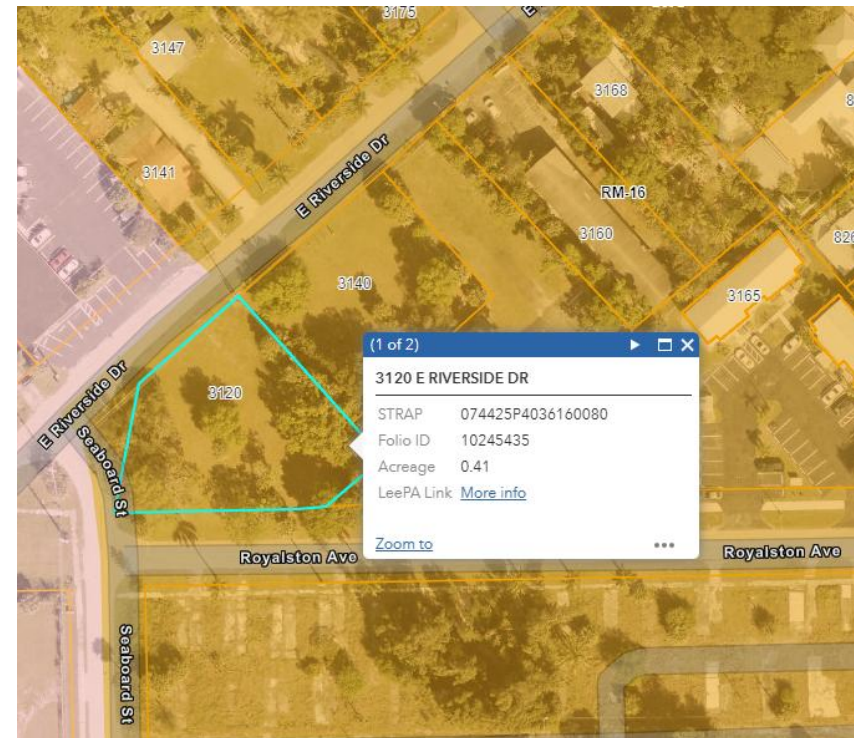 3175
3147
3168
3141
E Riverside Dr
RM-16
3160
3140
3165
(1 of 2)
3120 E RIVERSIDE DR
STRAP 074425P4036160080
Folio ID 10245435
Acreage 0.41
LeePA Link More info
Zoom to
3120
E Riverside Dr
Seaboard St
Royalston Ave
Royalston Ave
Seaboard St